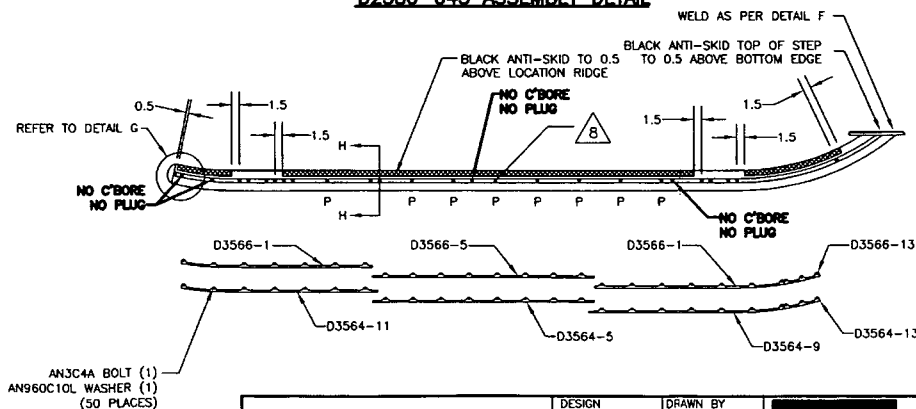 WELD AS PER DETAIL F
BLACK ANTI-SKID TO 0.5
ABOVE LOCATION RIDGE
BLACK ANTI-SKID TOP OF STEP
TO 0.5 ABOVE BOTTOM EDGE
NO C'BORE
NO PLUG
0.5
1.5
1.5
8
1.5
1.5
1.5
REFER TO DETAIL G
H
H
NO C'BORE
NO PLUG
P P P P P P P P
NO C'BORE
NO PLUG
D3566-1
D3566-5
D3566-1
D3566-13
D3564-11
D3564-5
D3564-9
D3564-13
AN3C4A BOLT (1)
AN960C10L WASHER (1)
(50 PLACES)
DESIGN
DRAWN BY